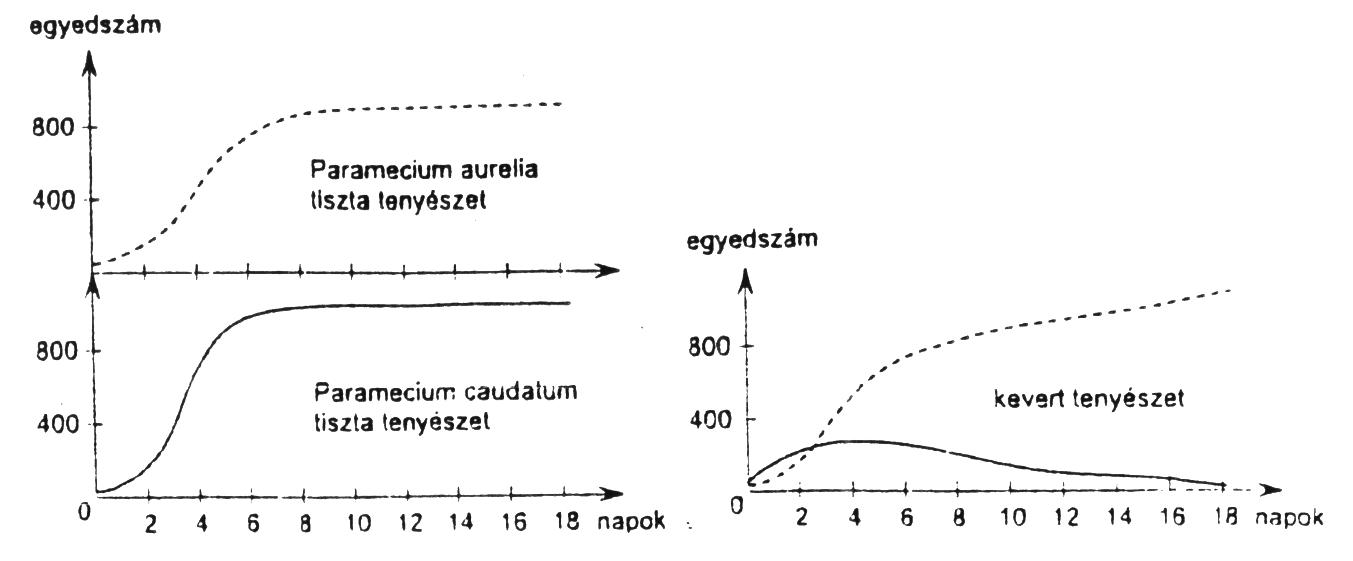 egyedszám
800
400
Paramecium aurelia
tiszta tenyészet
800
400
Paramecium caudatum
tiszta tenyészet
0 2 4 6 8 10 12 14 16 18 napok
egyedszám
800
400
kevert tenyészet
0 2 4 6 8 10 12 14 16 18 napok